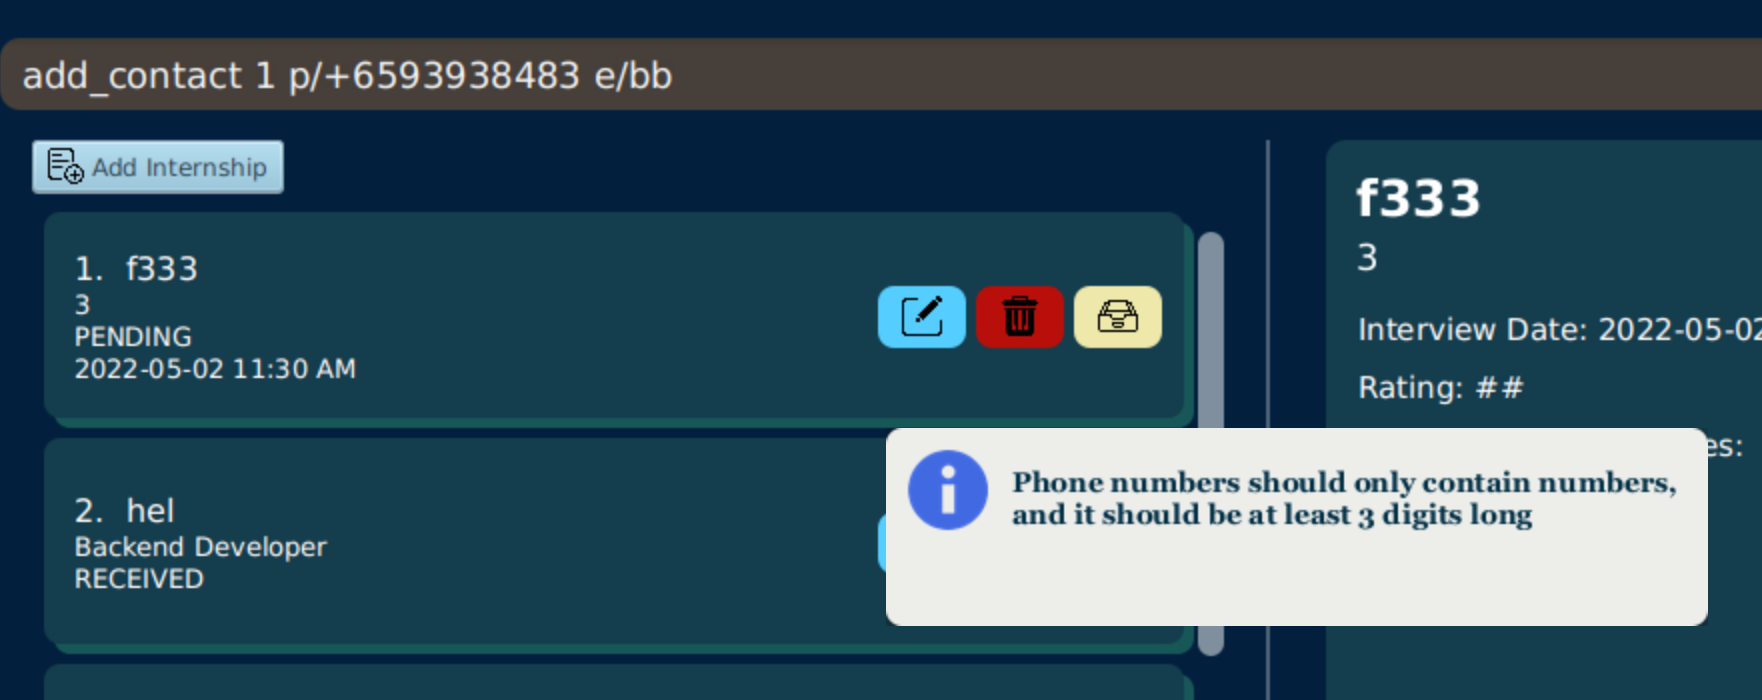 add_contact 1 p/+6593938483 e/bb
Add Internship
1. f333
3
PENDING
2022-05-02 11:30 AM
2. hel
Backend Developer
RECEIVED
f333
3
Interview Date: 2022-05-02
Rating: ##
es:
Phone numbers should only contain numbers,
and it should be at least 3 digits long